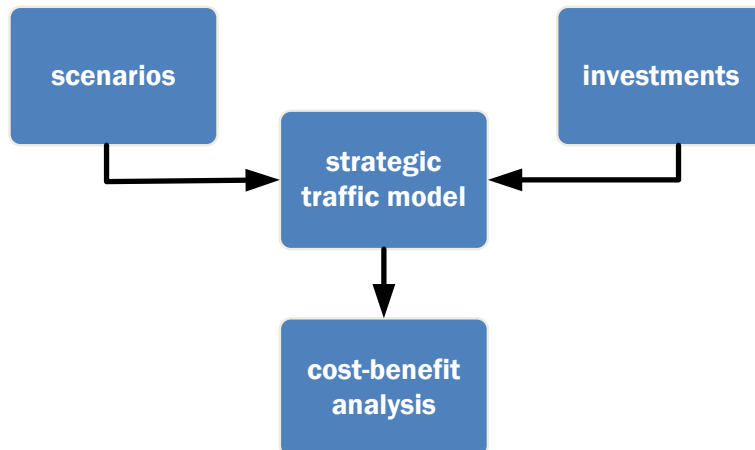 scenarios
investments
strategic
traffic model
cost-benefit
analysis